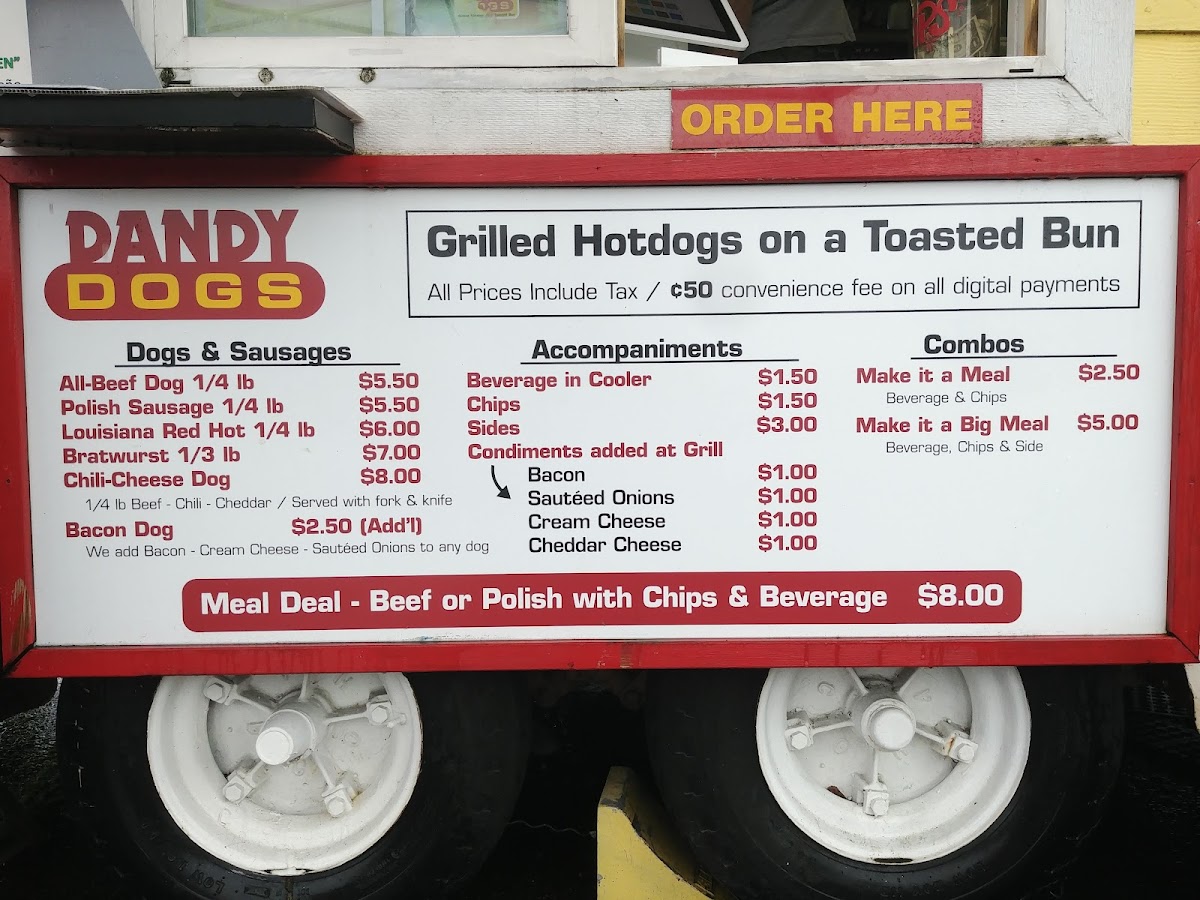 EN"
ORDER HERE
DANDY
DOGS
Grilled Hotdogs on a Toasted Bun
All Prices Include Tax / ¢50 convenience fee on all digital payments
Dogs & Sausages
All-Beef Dog 1/4 lb $5.50
Polish Sausage 1/4 lb $5.50
Louisiana Red Hot 1/4 lb $6.00
Bratwurst 1/3 lb $7.00
Chili-Cheese Dog $8.00
1/4 lb Beef - Chili - Cheddar / Served with fork & knife
Bacon Dog $2.50 (Add'l)
We add Bacon - Cream Cheese - Sautéed Onions to any dog
Accompaniments
Beverage in Cooler $1.50
Chips $1.50
Sides $3.00
Condiments added at Grill
Bacon $1.00
Sautéed Onions $1.00
Cream Cheese $1.00
Cheddar Cheese $1.00
Combos
Make it a Meal $2.50
Beverage & Chips
Make it a Big Meal $5.00
Beverage, Chips & Side
Meal Deal - Beef or Polish with Chips & Beverage $8.00